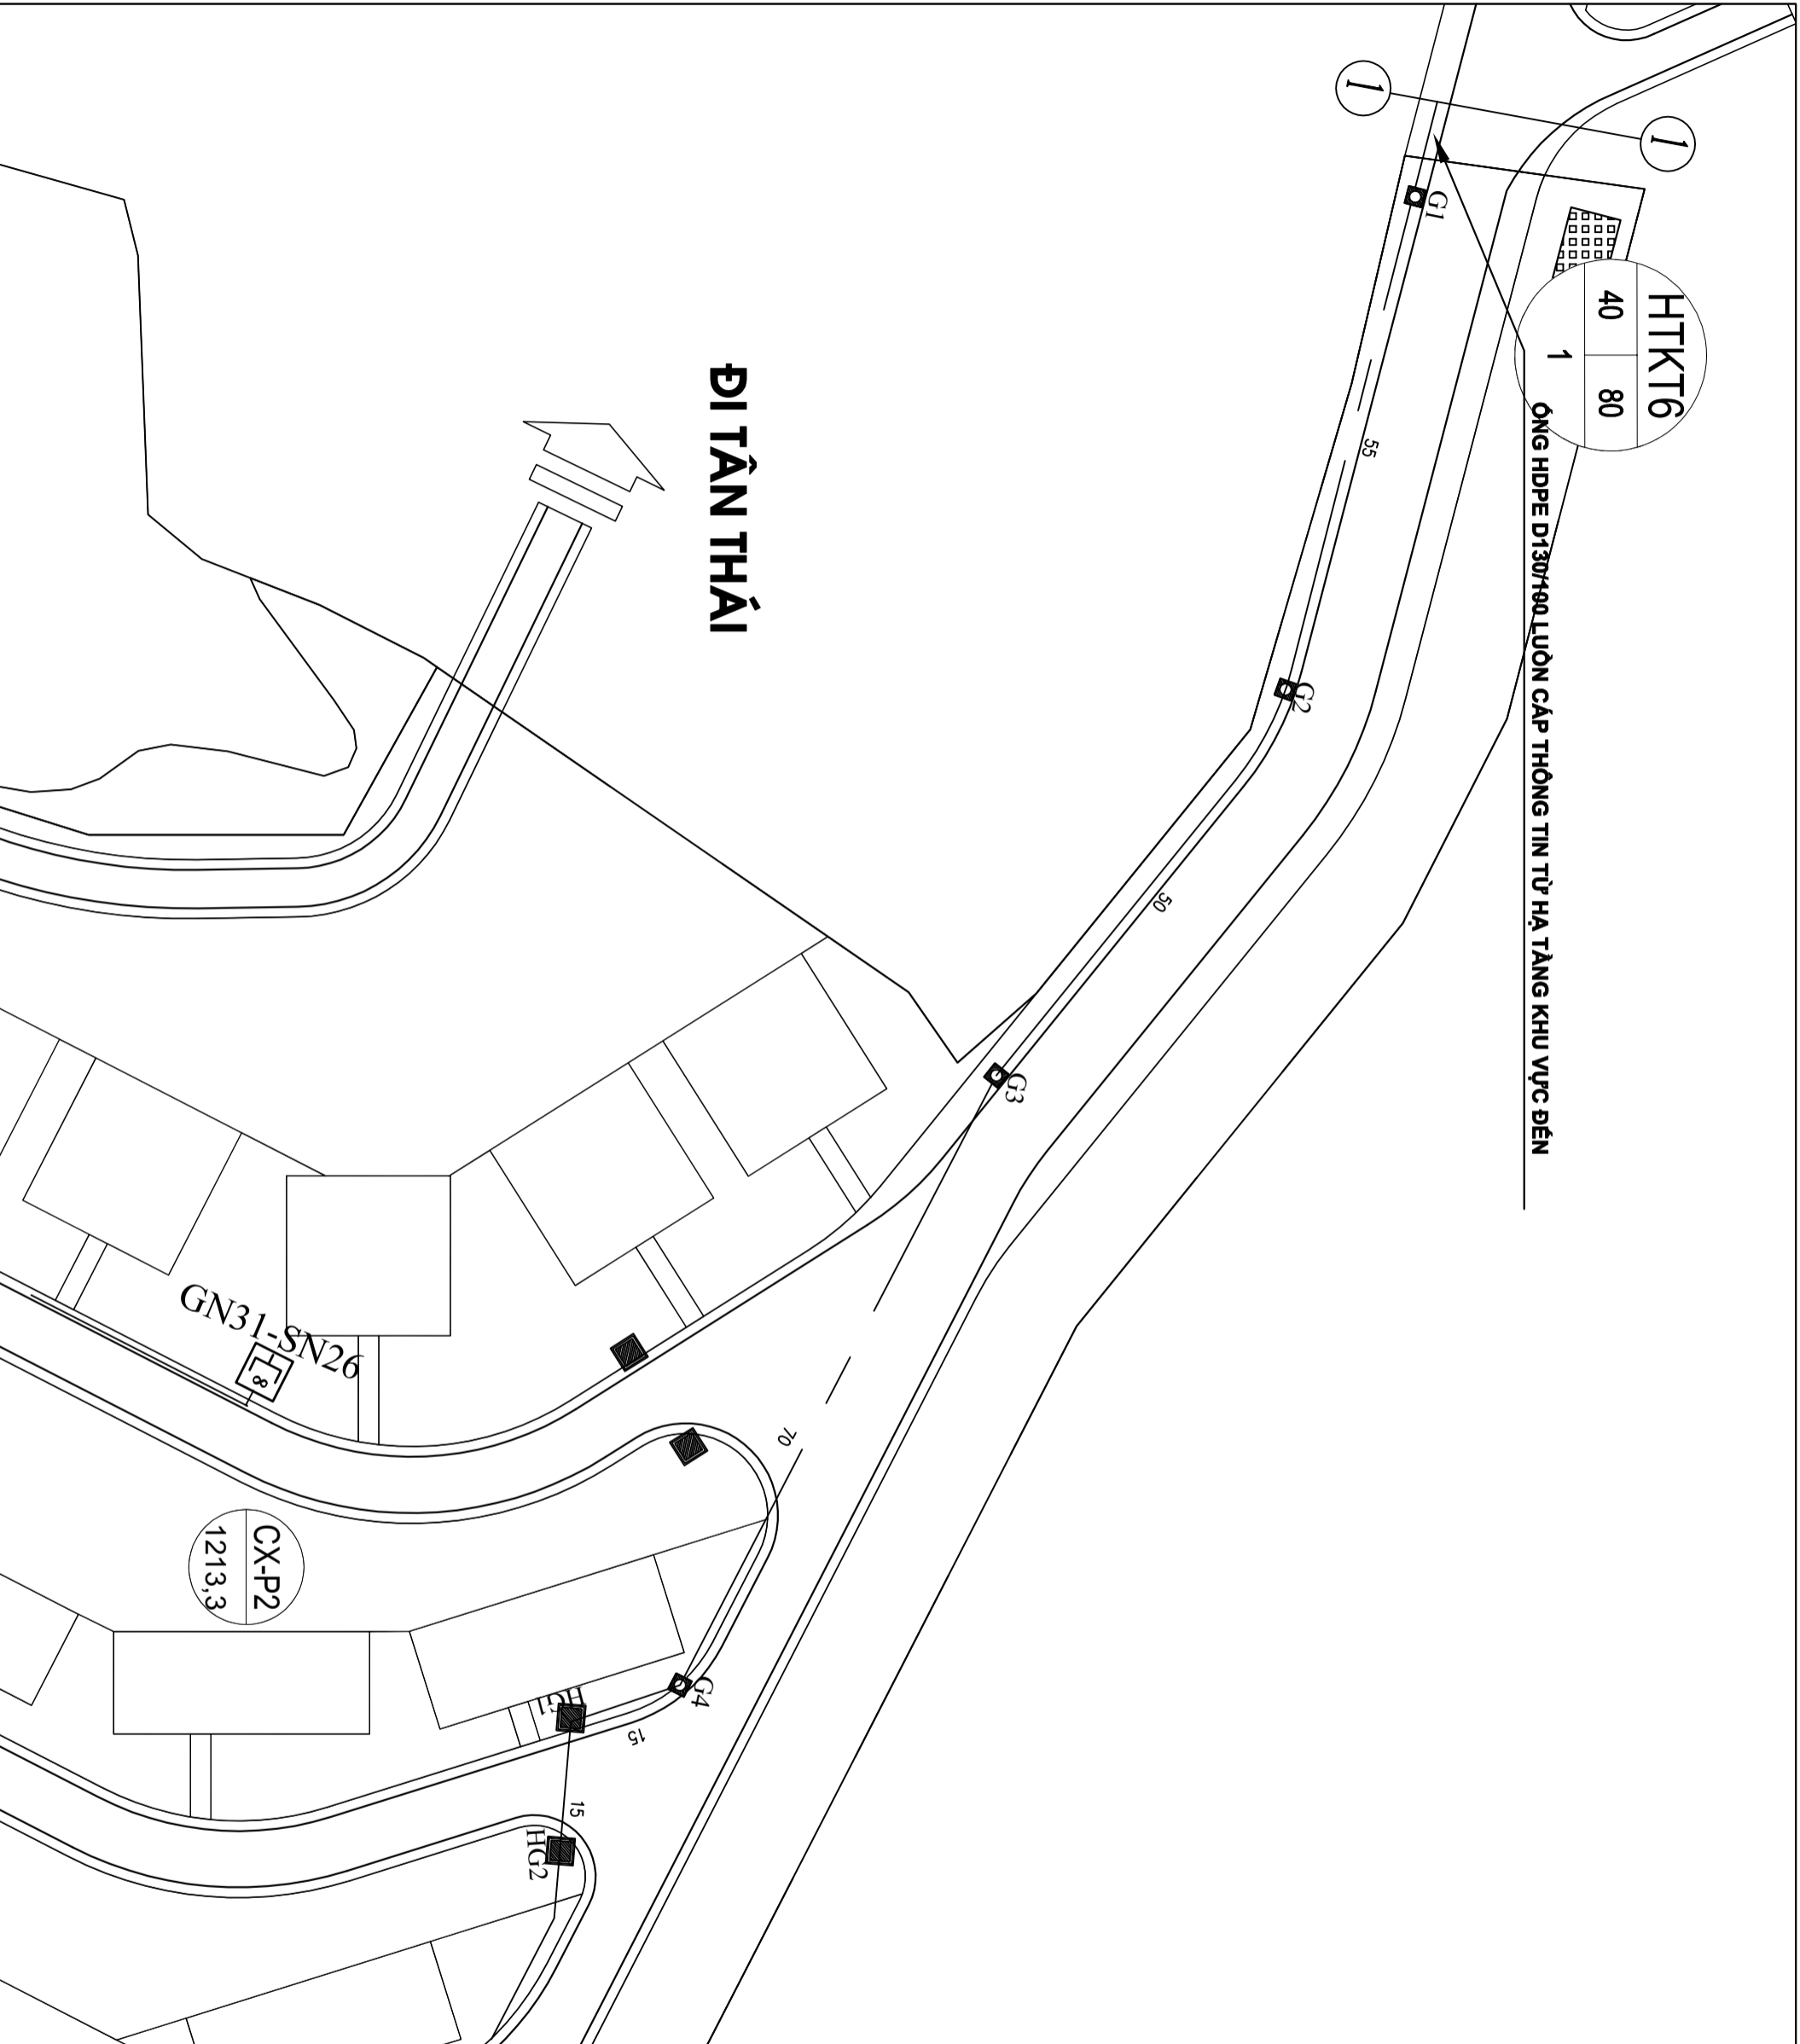 1
1
G1
HTKT6
40
80
1
ỐNG HDPE D130/100 LUỒN CÁP THÔNG TIN TỪ HẠ TẦNG KHU VỰC ĐẾN
ĐI TÂN THÁI
55
G2
50
G3
GN31-SN26
8
70
CX-P2
1213,3
G4
HG1
15
15
HG2